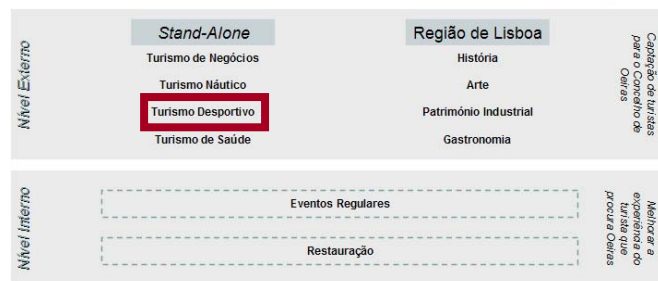 Nível Externo
Stand-Alone
Turismo de Negócios
Turismo Náutico
Turismo Desportivo
Turismo de Saúde
Região de Lisboa
História
Arte
Património Industrial
Gastronomia
Captação de turistas
para o Concelho de
Oeiras
Nível Interno
Eventos Regulares
Restauração
Melhorar a
experiência do
turista que
procura Oeiras